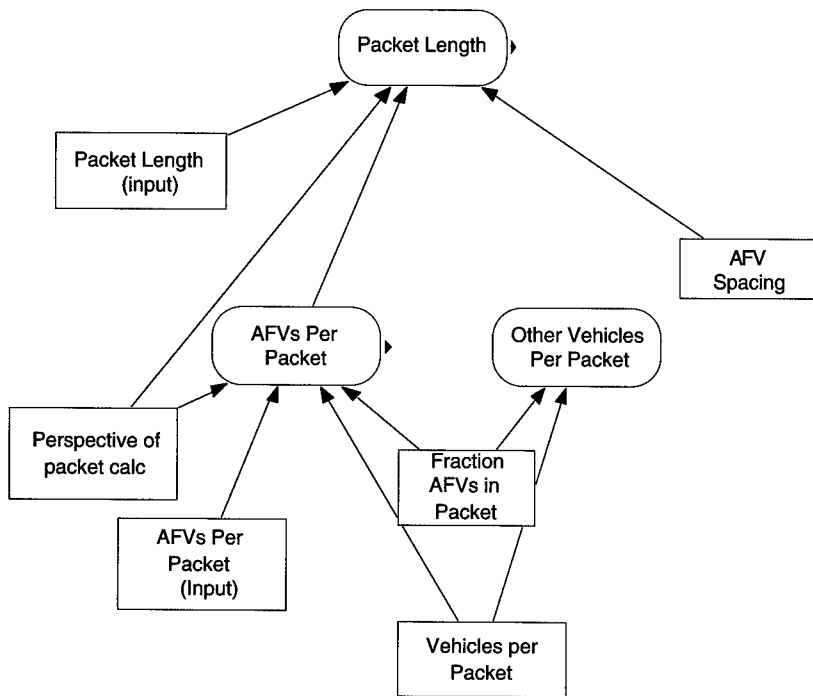 Packet Length
Packet Length
(input)
AFV
Spacing
AFVs Per
Packet
Other Vehicles
Per Packet
Perspective of
packet calc
Fraction
AFVs in
Packet
AFVs Per
Packet
(Input)
Vehicles per
Packet